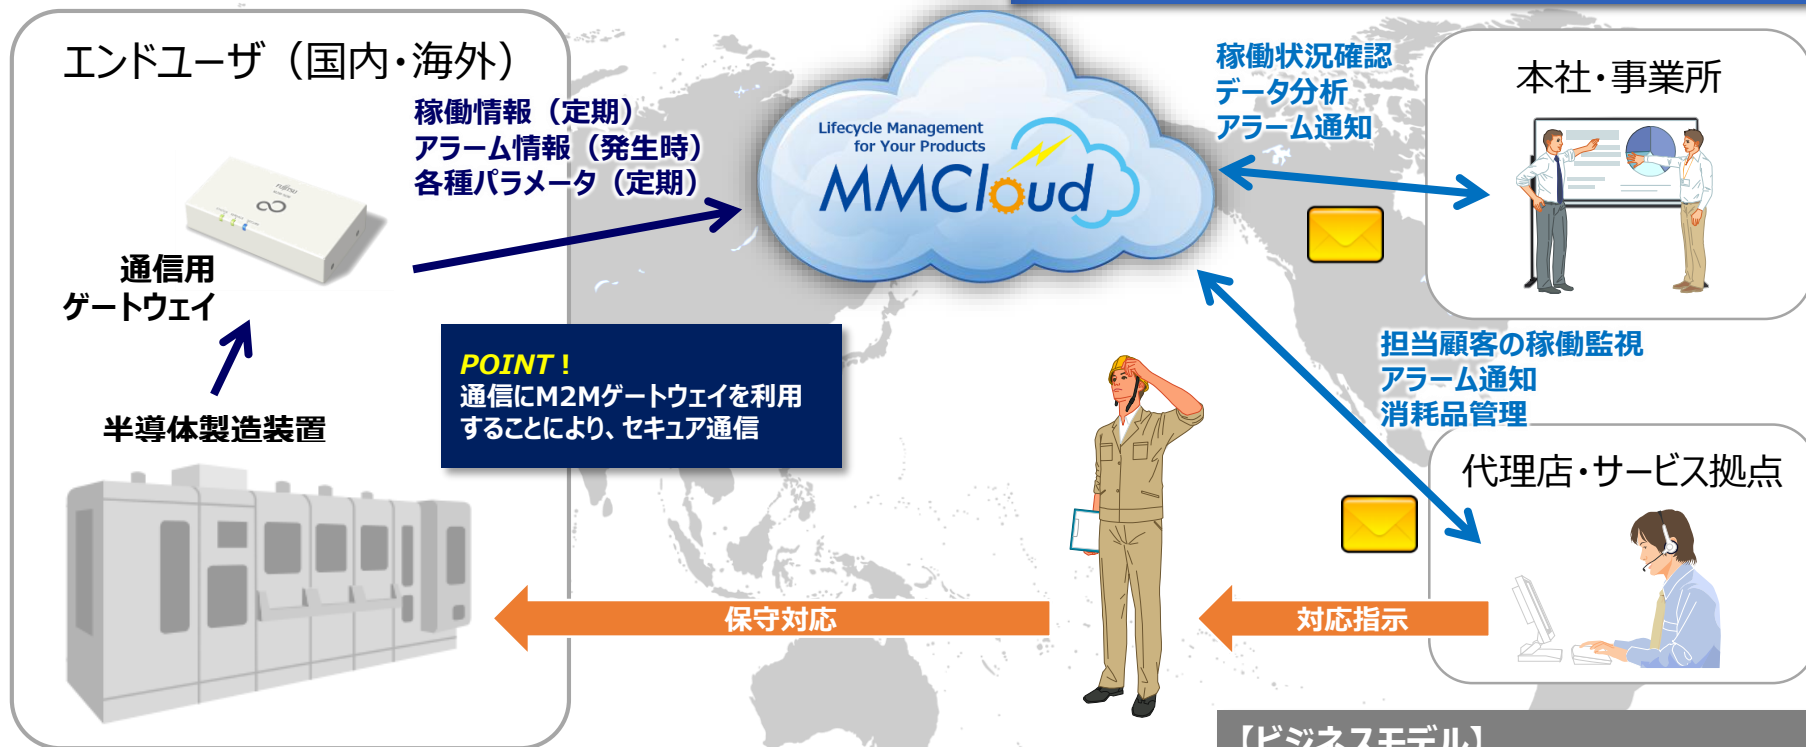 エンドユーザ（国内・海外）
稼働情報（定期）
アラーム情報（発生時）
各種パラメータ（定期）
FUJITSU
通信用
ゲートウェイ
半導体製造装置
Lifecycle Management
for Your Products
MMCloud
稼働状況確認
データ分析
アラーム通知
本社・事業所
POINT！
通信にM2Mゲートウェイを利用
することにより、セキュア通信
担当顧客の稼働監視
アラーム通知
消耗品管理
代理店・サービス拠点
保守対応
対応指示
【ビジネスモデル】